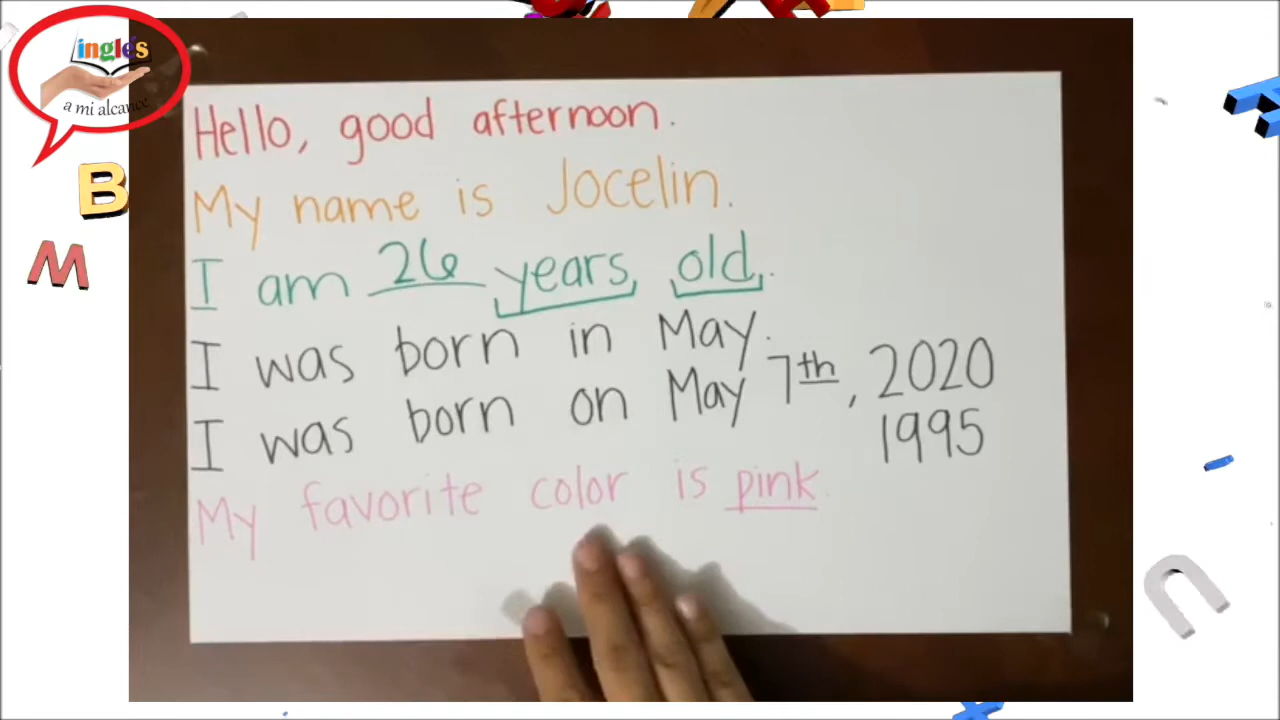 inglés
a mi alcance
B
M
Hello, good afternoon.
My name is Jocelin.
I am 26 years old.
I was born in May.
I was born on May 7th, 2020
1995
My favorite color is pink.